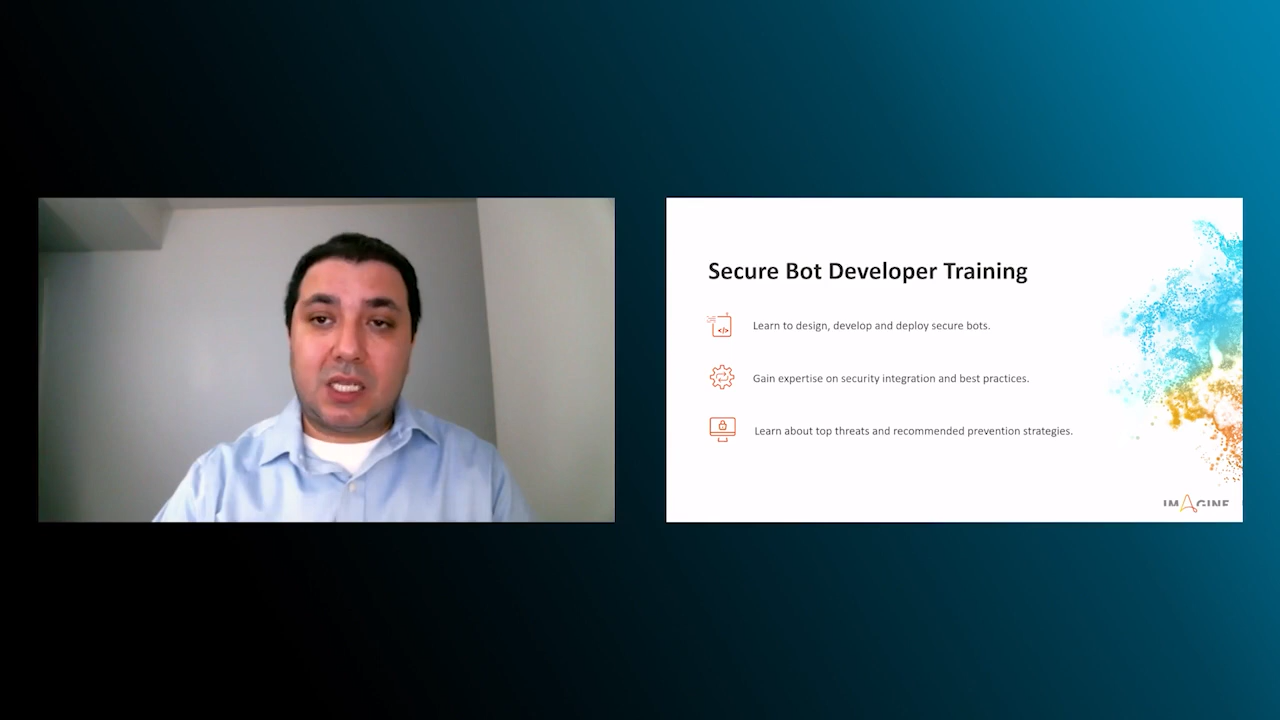 Secure Bot Developer Training
</>
Learn to design, develop and deploy secure bots.
Gain expertise on security integration and best practices.
Learn about top threats and recommended prevention strategies.
IMAGINE